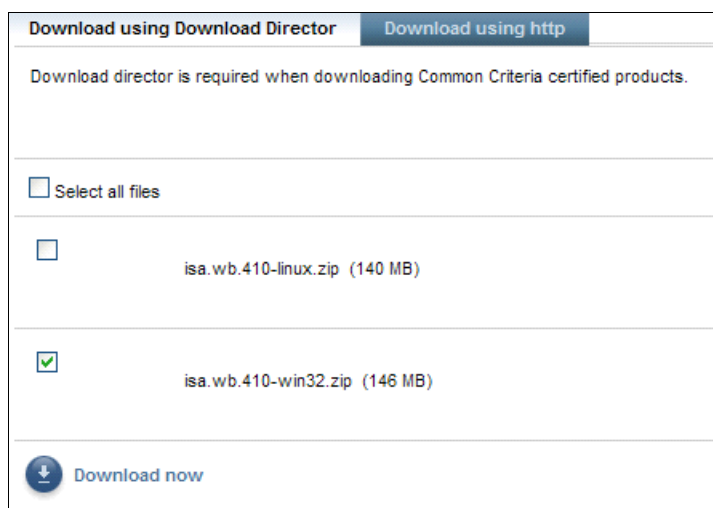 Download using Download Director Download using http
Download director is required when downloading Common Criteria certified products.
Select all files
isa.wb.410-linux.zip (140 MB)
isa.wb.410-win32.zip (146 MB)
Download now